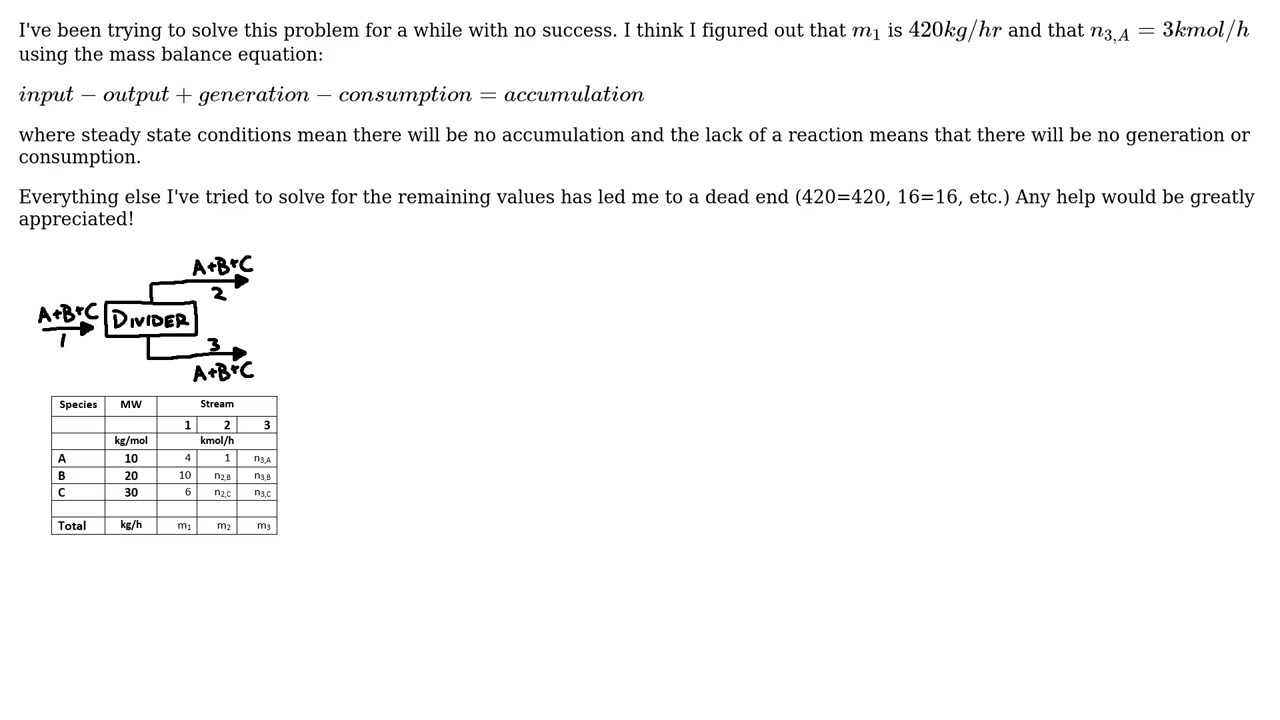 I've been trying to solve this problem for a while with no success. I think I figured out that m₁ is 420kg/hr and that n₃,A = 3kmol/h
using the mass balance equation:
input − output + generation − consumption = accumulation
where steady state conditions mean there will be no accumulation and the lack of a reaction means that there will be no generation or
consumption.
Everything else I've tried to solve for the remaining values has led me to a dead end (420=420, 16=16, etc.) Any help would be greatly
appreciated!
A+B+C
2
A+B+C
DIVIDER
1
3
A+B+C
Species MW Stream
1 2 3
kg/mol kmol/h
A 10 4 1 n3,A
B 20 10 n2,B n3,B
C 30 6 n2,C n3,C
Total kg/h m1 m2 m3